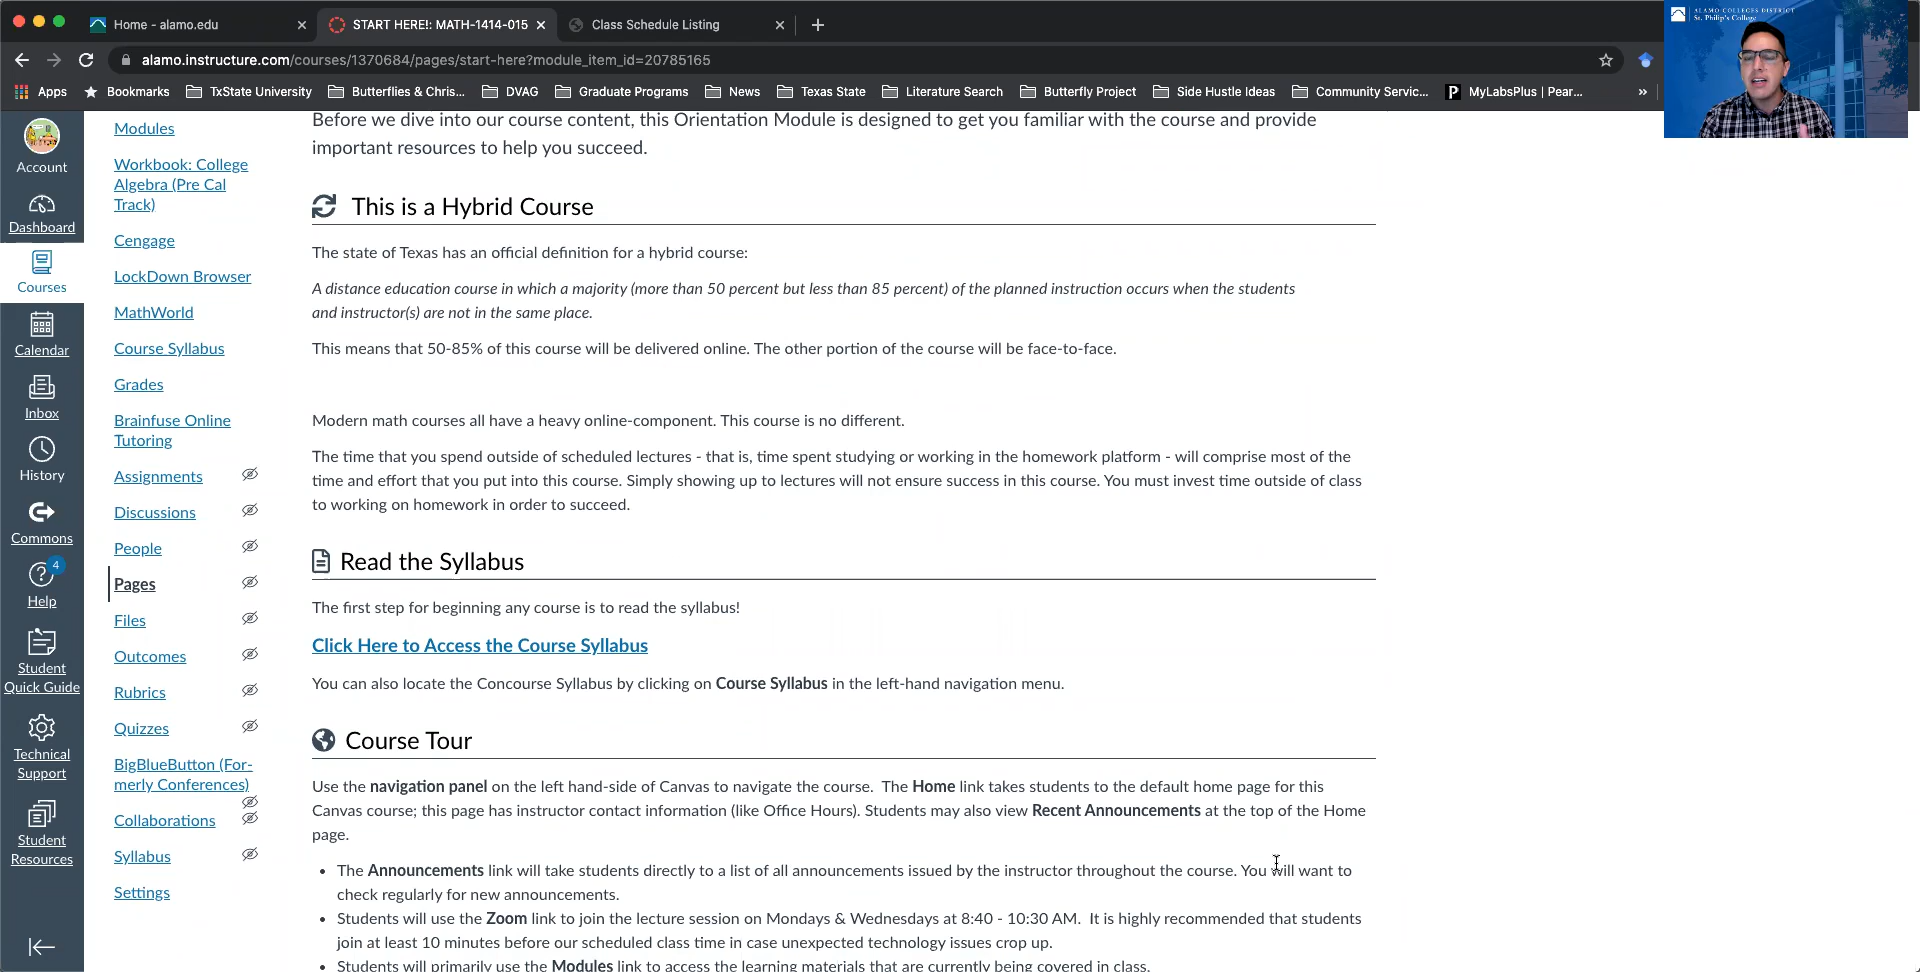 Home - alamo.edu
START HERE!: MATH-1414-015
Class Schedule Listing
ALAMO COLLEGES DISTRICT
St. Philip's College
alamo.instructure.com/courses/1370684/pages/start-here?module_item_id=20785165
Apps
Bookmarks
TxState University
Butterflies & Chris...
DVAG
Graduate Programs
News
Texas State
Literature Search
Butterfly Project
Side Hustle Ideas
Community Servic...
MyLabsPlus | Pear...
»
Account
Dashboard
Courses
Calendar
Inbox
History
Commons
4
Help
Student
Quick Guide
Technical
Support
Student
Resources
Modules
Workbook: College
Algebra (Pre Cal
Track)
Cengage
LockDown Browser
MathWorld
Course Syllabus
Grades
Brainfuse Online
Tutoring
Assignments
Discussions
People
Pages
Files
Outcomes
Rubrics
Quizzes
BigBlueButton (For-
merly Conferences)
Collaborations
Syllabus
Settings
Before we dive into our course content, this Orientation Module is designed to get you familiar with the course and provide
important resources to help you succeed.
This is a Hybrid Course
The state of Texas has an official definition for a hybrid course:
A distance education course in which a majority (more than 50 percent but less than 85 percent) of the planned instruction occurs when the students
and instructor(s) are not in the same place.
This means that 50-85% of this course will be delivered online. The other portion of the course will be face-to-face.
Modern math courses all have a heavy online-component. This course is no different.
The time that you spend outside of scheduled lectures - that is, time spent studying or working in the homework platform - will comprise most of the
time and effort that you put into this course. Simply showing up to lectures will not ensure success in this course. You must invest time outside of class
to working on homework in order to succeed.
Read the Syllabus
The first step for beginning any course is to read the syllabus!
Click Here to Access the Course Syllabus
You can also locate the Concourse Syllabus by clicking on Course Syllabus in the left-hand navigation menu.
Course Tour
Use the navigation panel on the left hand-side of Canvas to navigate the course. The Home link takes students to the default home page for this
Canvas course; this page has instructor contact information (like Office Hours). Students may also view Recent Announcements at the top of the Home
page.
• The Announcements link will take students directly to a list of all announcements issued by the instructor throughout the course. You will want to
check regularly for new announcements.
• Students will use the Zoom link to join the lecture session on Mondays & Wednesdays at 8:40 - 10:30 AM. It is highly recommended that students
join at least 10 minutes before our scheduled class time in case unexpected technology issues crop up.
• Students will primarily use the Modules link to access the learning materials that are currently being covered in class.